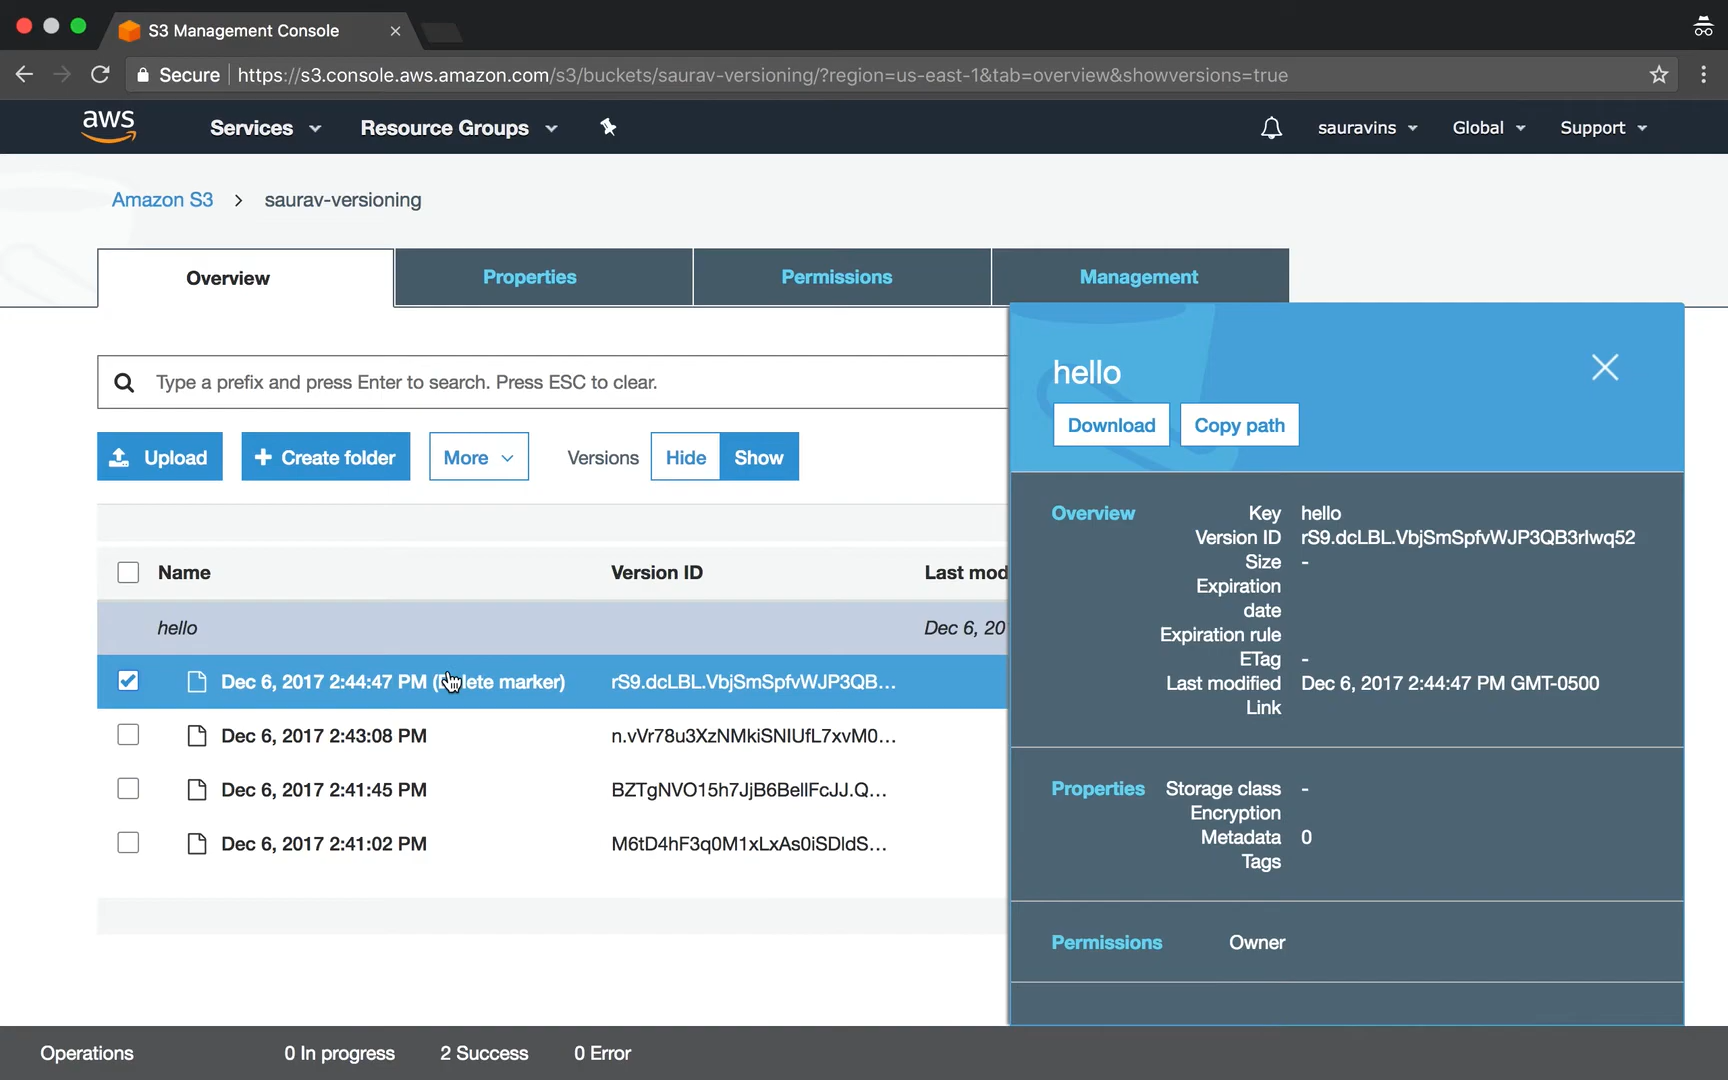 S3 Management Console
Secure https://s3.console.aws.amazon.com/s3/buckets/saurav-versioning/?region=us-east-1&tab=overview&showversions=true
aws Services Resource Groups sauravins Global Support
Amazon S3 > saurav-versioning
Overview Properties Permissions Management
Type a prefix and press Enter to search. Press ESC to clear.
Upload + Create folder More Versions Hide Show
Name Version ID Last mod
hello Dec 6, 20
Dec 6, 2017 2:44:47 PM marker) rS9.dcLBL.VbjSmSpfvWJP3QB...
Dec 6, 2017 2:43:08 PM n.vVr78u3XzNMkiSNIUfL7xvM0...
Dec 6, 2017 2:41:45 PM BZTgNVO15h7JjB6BellFcJJ.Q...
Dec 6, 2017 2:41:02 PM M6tD4hF3q0M1xLxAs0iSDldS...
hello
Download Copy path
Overview
Key hello
Version ID rS9.dcLBL.VbjSmSpfvWJP3QB3rIwq52
Size -
Expiration
date
Expiration rule
ETag -
Last modified Dec 6, 2017 2:44:47 PM GMT-0500
Link
Properties
Storage class -
Encryption
Metadata 0
Tags
Permissions Owner
Operations 0 In progress 2 Success 0 Error